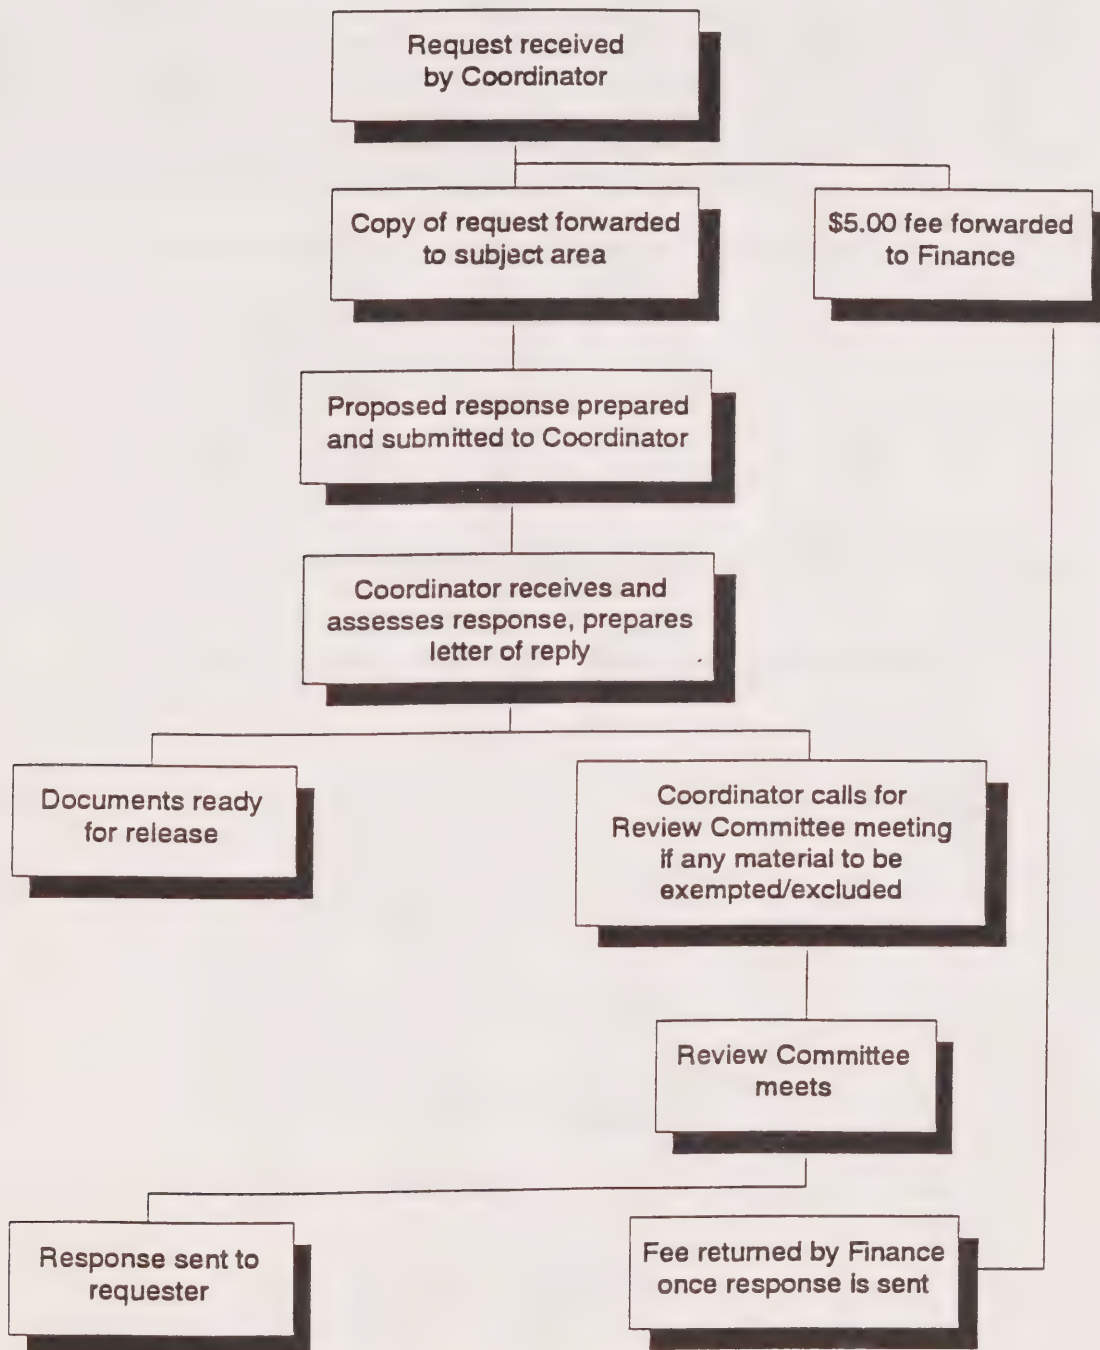 Request received
by Coordinator
Copy of request forwarded
to subject area
$5.00 fee forwarded
to Finance
Proposed response prepared
and submitted to Coordinator
Coordinator receives and
assesses response, prepares
letter of reply
Documents ready
for release
Coordinator calls for
Review Committee meeting
if any material to be
exempted/excluded
Review Committee
meets
Response sent to
requester
Fee returned by Finance
once response is sent